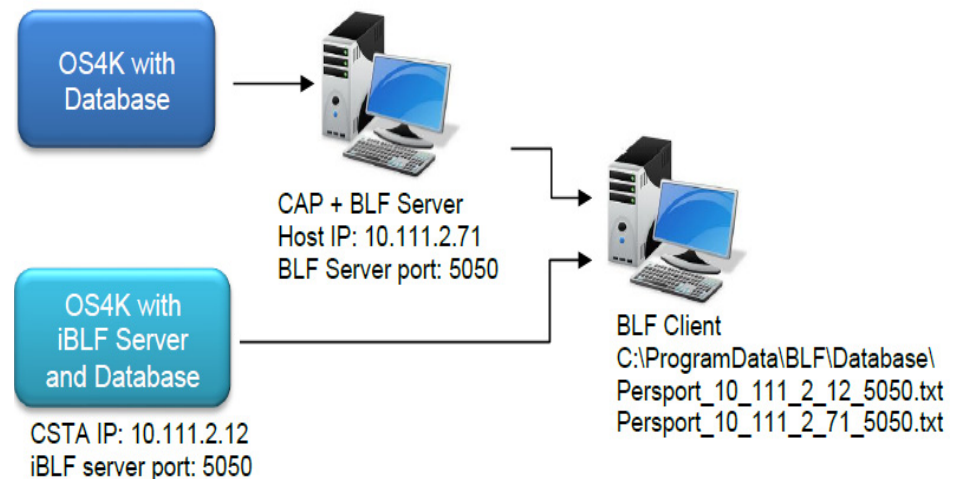 OS4K with
Database
CAP + BLF Server
Host IP: 10.111.2.71
BLF Server port: 5050
OS4K with
iBLF Server
and Database
CSTA IP: 10.111.2.12
iBLF server port: 5050
BLF Client
C:\ProgramData\BLF\Database\
Persport_10_111_2_12_5050.txt
Persport_10_111_2_71_5050.txt